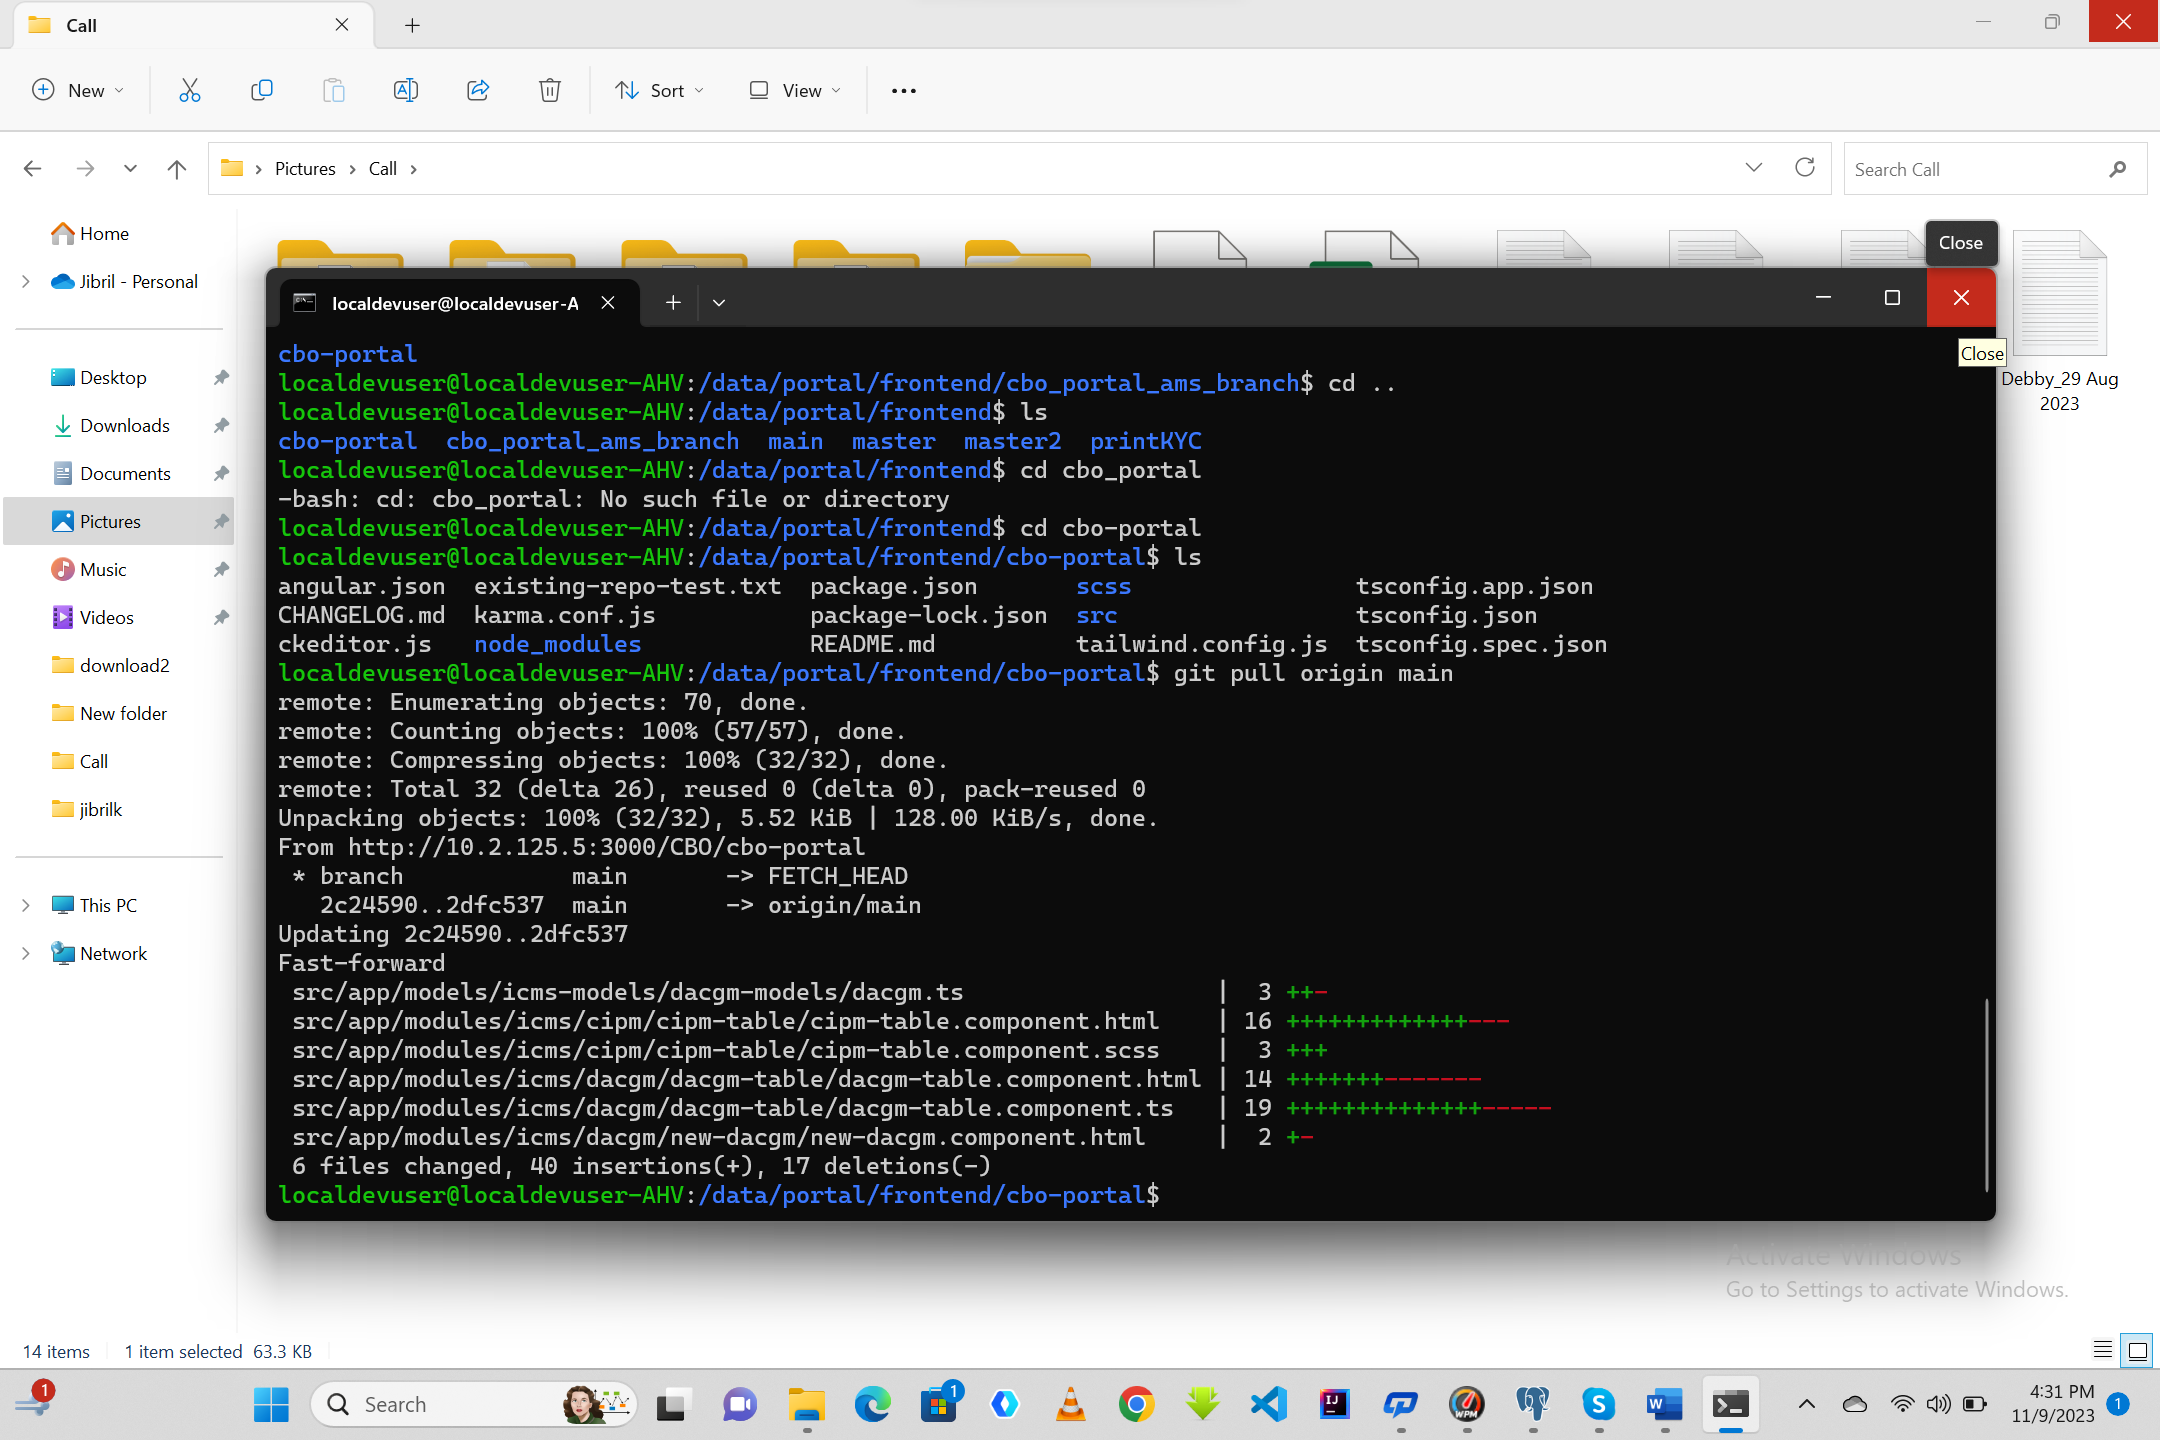 Call
New
Sort
View
Pictures
Call
Search Call
Home
Jibril - Personal
Desktop
Downloads
Documents
Pictures
Music
Videos
download2
New folder
Call
jibrilk
This PC
Network
Close
Close
Debby_29 Aug
2023
localdevuser@localdevuser-A
cbo-portal
localdevuser@localdevuser-AHV:/data/portal/frontend/cbo_portal_ams_branch$ cd ..
localdevuser@localdevuser-AHV:/data/portal/frontend$ ls
cbo-portal  cbo_portal_ams_branch  main  master  master2  printKYC
localdevuser@localdevuser-AHV:/data/portal/frontend$ cd cbo_portal
-bash: cd: cbo_portal: No such file or directory
localdevuser@localdevuser-AHV:/data/portal/frontend$ cd cbo-portal
localdevuser@localdevuser-AHV:/data/portal/frontend/cbo-portal$ ls
angular.json  existing-repo-test.txt  package.json       scss                tsconfig.app.json
CHANGELOG.md  karma.conf.js           package-lock.json  src                 tsconfig.json
ckeditor.js   node_modules            README.md          tailwind.config.js  tsconfig.spec.json
localdevuser@localdevuser-AHV:/data/portal/frontend/cbo-portal$ git pull origin main
remote: Enumerating objects: 70, done.
remote: Counting objects: 100% (57/57), done.
remote: Compressing objects: 100% (32/32), done.
remote: Total 32 (delta 26), reused 0 (delta 0), pack-reused 0
Unpacking objects: 100% (32/32), 5.52 KiB | 128.00 KiB/s, done.
From http://10.2.125.5:3000/CBO/cbo-portal
 * branch            main       -> FETCH_HEAD
   2c24590..2dfc537  main       -> origin/main
Updating 2c24590..2dfc537
Fast-forward
 src/app/models/icms-models/dacgm-models/dacgm.ts                   |  3 ++-
 src/app/modules/icms/cipm/cipm-table/cipm-table.component.html     | 16 +++++++++++++---
 src/app/modules/icms/cipm/cipm-table/cipm-table.component.scss     |  3 +++
 src/app/modules/icms/dacgm/dacgm-table/dacgm-table.component.html | 14 +++++++-------
 src/app/modules/icms/dacgm/dacgm-table/dacgm-table.component.ts   | 19 ++++++++++++++-----
 src/app/modules/icms/dacgm/new-dacgm/new-dacgm.component.html      |  2 +-
 6 files changed, 40 insertions(+), 17 deletions(-)
localdevuser@localdevuser-AHV:/data/portal/frontend/cbo-portal$
Activate Windows
Go to Settings to activate Windows.
14 items
1 item selected  63.3 KB
1
Search
1
IJ
WPM
S
W
4:31 PM
11/9/2023
1